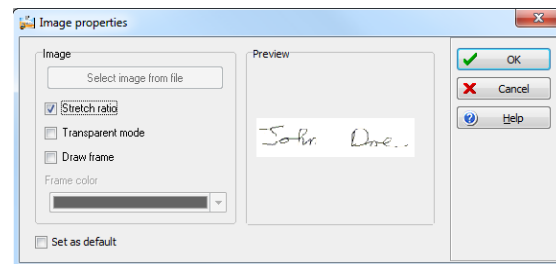 Image properties
Image
Select image from file
Stretch ratio
Transparent mode
Draw frame
Frame color
Set as default
Preview
John Doe..
OK
Cancel
Help